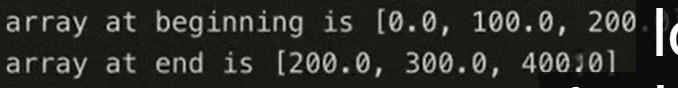 array at beginning is [0.0, 100.0, 200.
array at end is [200.0, 300.0, 400.0]